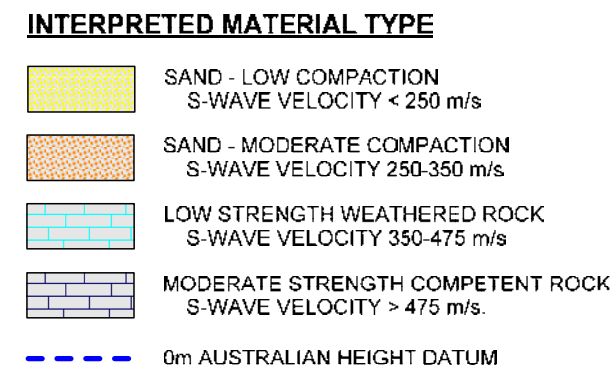 INTERPRETED MATERIAL TYPE
SAND - LOW COMPACTION
S-WAVE VELOCITY < 250 m/s
SAND - MODERATE COMPACTION
S-WAVE VELOCITY 250-350 m/s
LOW STRENGTH WEATHERED ROCK
S-WAVE VELOCITY 350-475 m/s
MODERATE STRENGTH COMPETENT ROCK
S-WAVE VELOCITY > 475 m/s.
0m AUSTRALIAN HEIGHT DATUM